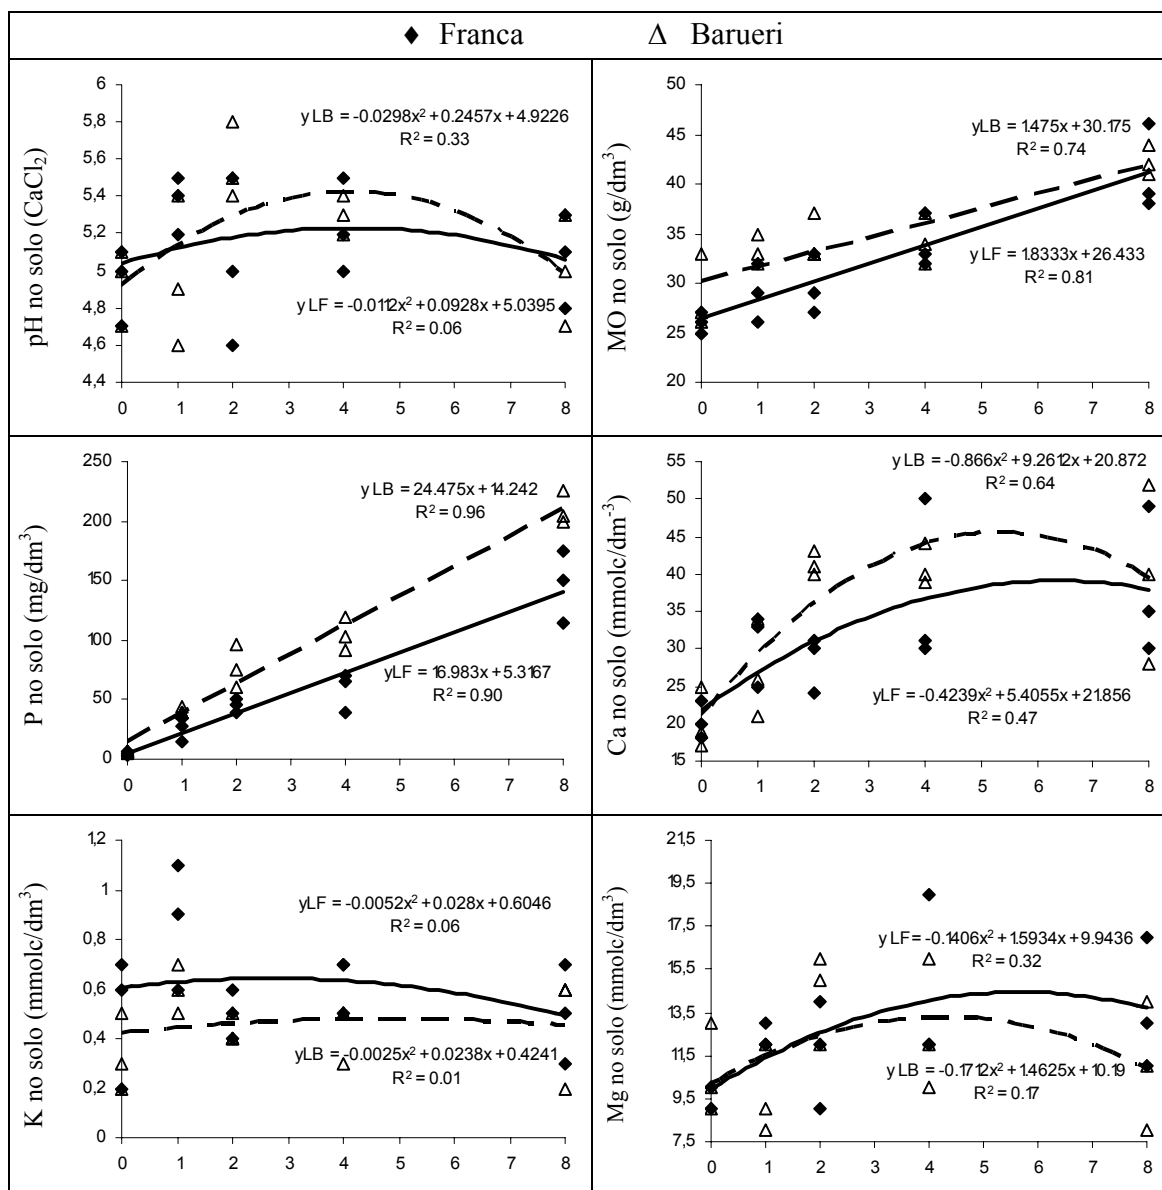 ◆ Franca Δ Barueri
pH no solo (CaCl₂)
6
5,8
5,6
5,4
5,2
5
4,8
4,6
4,4
0 1 2 3 4 5 6 7 8
y LB = -0.0298x² + 0.2457x + 4.9226
R² = 0.33
y LF = -0.0112x² + 0.0928x + 5.0395
R² = 0.06
MO no solo (g/dm³)
50
45
40
35
30
25
20
0 1 2 3 4 5 6 7 8
yLB = 1.475x + 30.175
R² = 0.74
y LF = 1.8333x + 26.433
R² = 0.81
P no solo (mg/dm³)
250
200
150
100
50
0
0 1 2 3 4 5 6 7 8
y LB = 24.475x + 14.242
R² = 0.96
yLF = 16.983x + 5.3167
R² = 0.90
Ca no solo (mmolc/dm⁻³)
55
50
45
40
35
30
25
20
15
0 1 2 3 4 5 6 7 8
y LB = -0.866x² + 9.2612x + 20.872
R² = 0.64
yLF = -0.4239x² + 5.4055x + 21.856
R² = 0.47
K no solo (mmolc/dm³)
1,2
1
0,8
0,6
0,4
0,2
0
0 1 2 3 4 5 6 7 8
yLF = -0.0052x² + 0.028x + 0.6046
R² = 0.06
yLB = -0.0025x² + 0.0238x + 0.4241
R² = 0.01
Mg no solo (mmolc/dm³)
21,5
19,5
17,5
15,5
13,5
11,5
9,5
7,5
0 1 2 3 4 5 6 7 8
y LF = -0.1406x² + 1.5934x + 9.9436
R² = 0.32
y LB = -0.1712x² + 1.4625x + 10.19
R² = 0.17